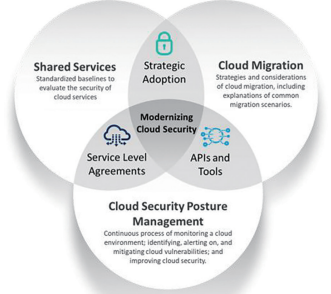 Shared Services
Standardized baselines to
evaluate the security of
cloud services
Strategic
Adoption
Cloud Migration
Strategies and considerations
of cloud migration, including
explanations of common
migration scenarios.
Modernizing
Cloud Security
Service Level
Agreements
APIs and
Tools
Cloud Security Posture
Management
Continuous process of monitoring a cloud
environment; identifying, alerting on, and
mitigating cloud vulnerabilities; and
improving cloud security.